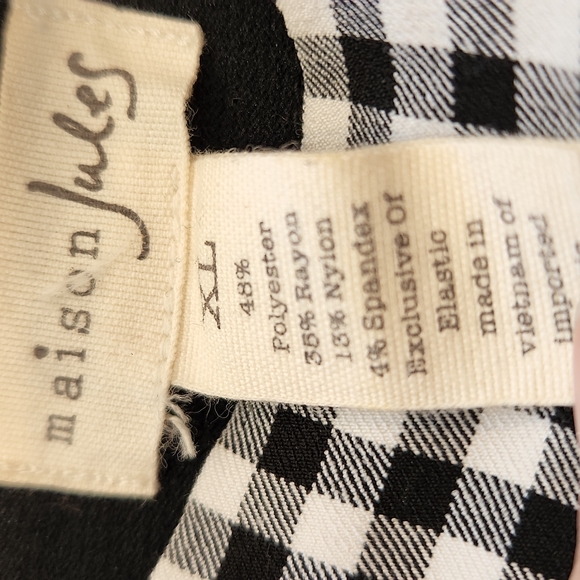 maison Jules
XL
48%
Polyester
35% Rayon
13% Nylon
4% Spandex
Exclusive Of
Elastic
made in
vietnam of
imported